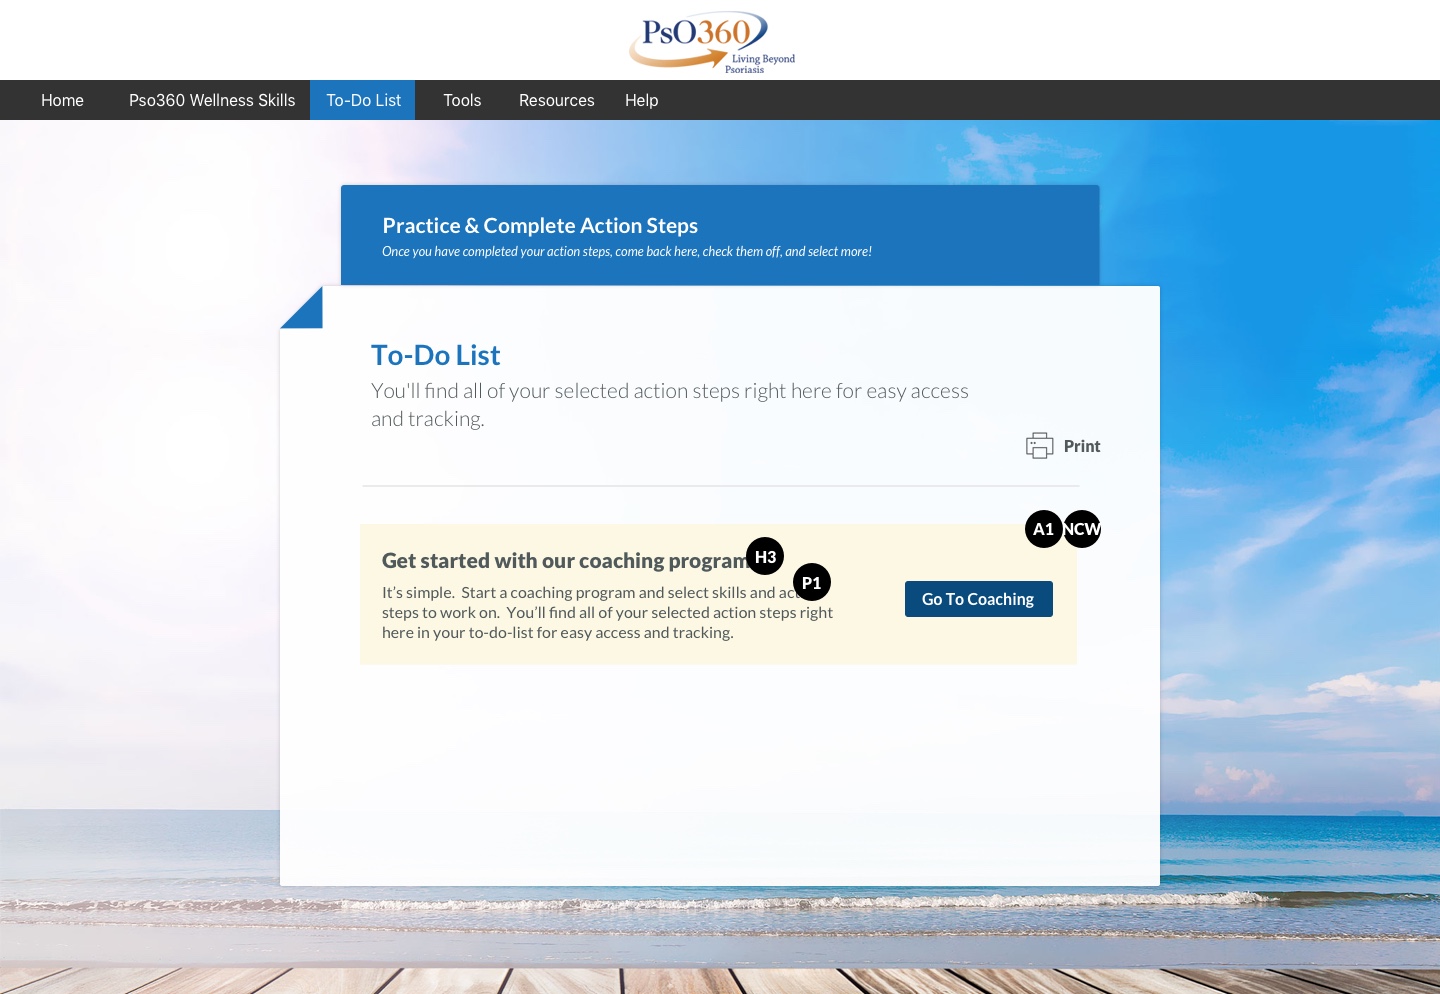 PsO360
Living Beyond
Psoriasis
Home Pso360 Wellness Skills To-Do List Tools Resources Help
Practice & Complete Action Steps
Once you have completed your action steps, come back here, check them off, and select more!
To-Do List
You'll find all of your selected action steps right here for easy access
and tracking.
Print
A1 NCW
Get started with our coaching program H3
P1
It's simple. Start a coaching program and select skills and
steps to work on. You'll find all of your selected action steps right
here in your to-do-list for easy access and tracking.
Go To Coaching